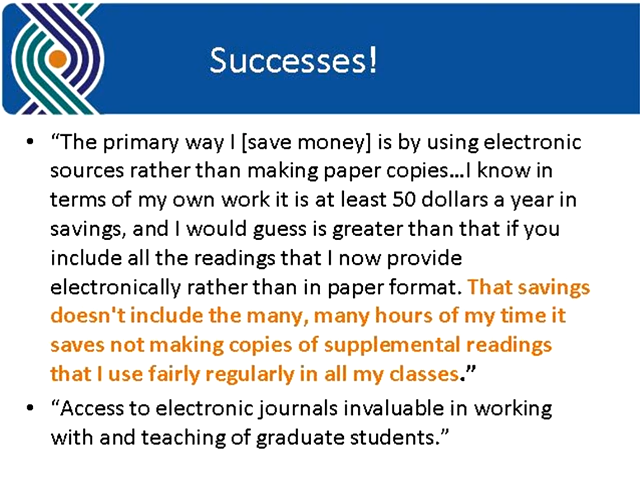 Successes!
• “The primary way I [save money] is by using electronic
sources rather than making paper copies…I know in
terms of my own work it is at least 50 dollars a year in
savings, and I would guess is greater than that if you
include all the readings that I now provide
electronically rather than in paper format. That savings
doesn't include the many, many hours of my time it
saves not making copies of supplemental readings
that I use fairly regularly in all my classes.”
• “Access to electronic journals invaluable in working
with and teaching of graduate students.”